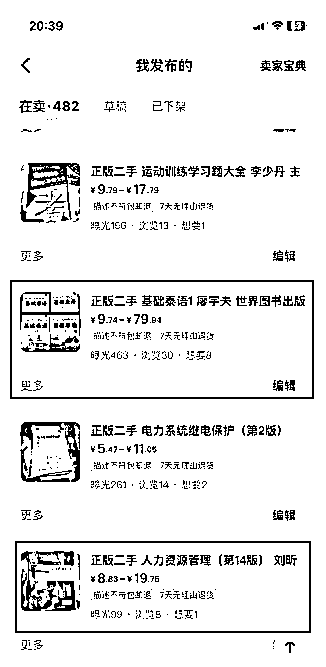 20:39
我发布的
卖家宝典
在卖·482
草稿
已下架
正版二手 运动训练学习题大全 李少丹 主
¥9.79-¥17.79
描述不符包邮退 7天无理由退货
曝光196 · 浏览13 · 想要1
更多
编辑
正版二手 基础泰语1 廖宇夫 世界图书出版
¥9.74-¥79.94
描述不符包邮退 7天无理由退货
曝光463 · 浏览30 · 想要8
更多
编辑
正版二手 电力系统继电保护（第2版）
¥5.47-¥11.05
描述不符包邮退 7天无理由退货
曝光261 · 浏览14 · 想要2
更多
编辑
正版二手 人力资源管理（第14版） 刘昕
¥8.83-¥19.76
描述不符包邮退 7天无理由退货
曝光99 · 浏览8 · 想要1
更多